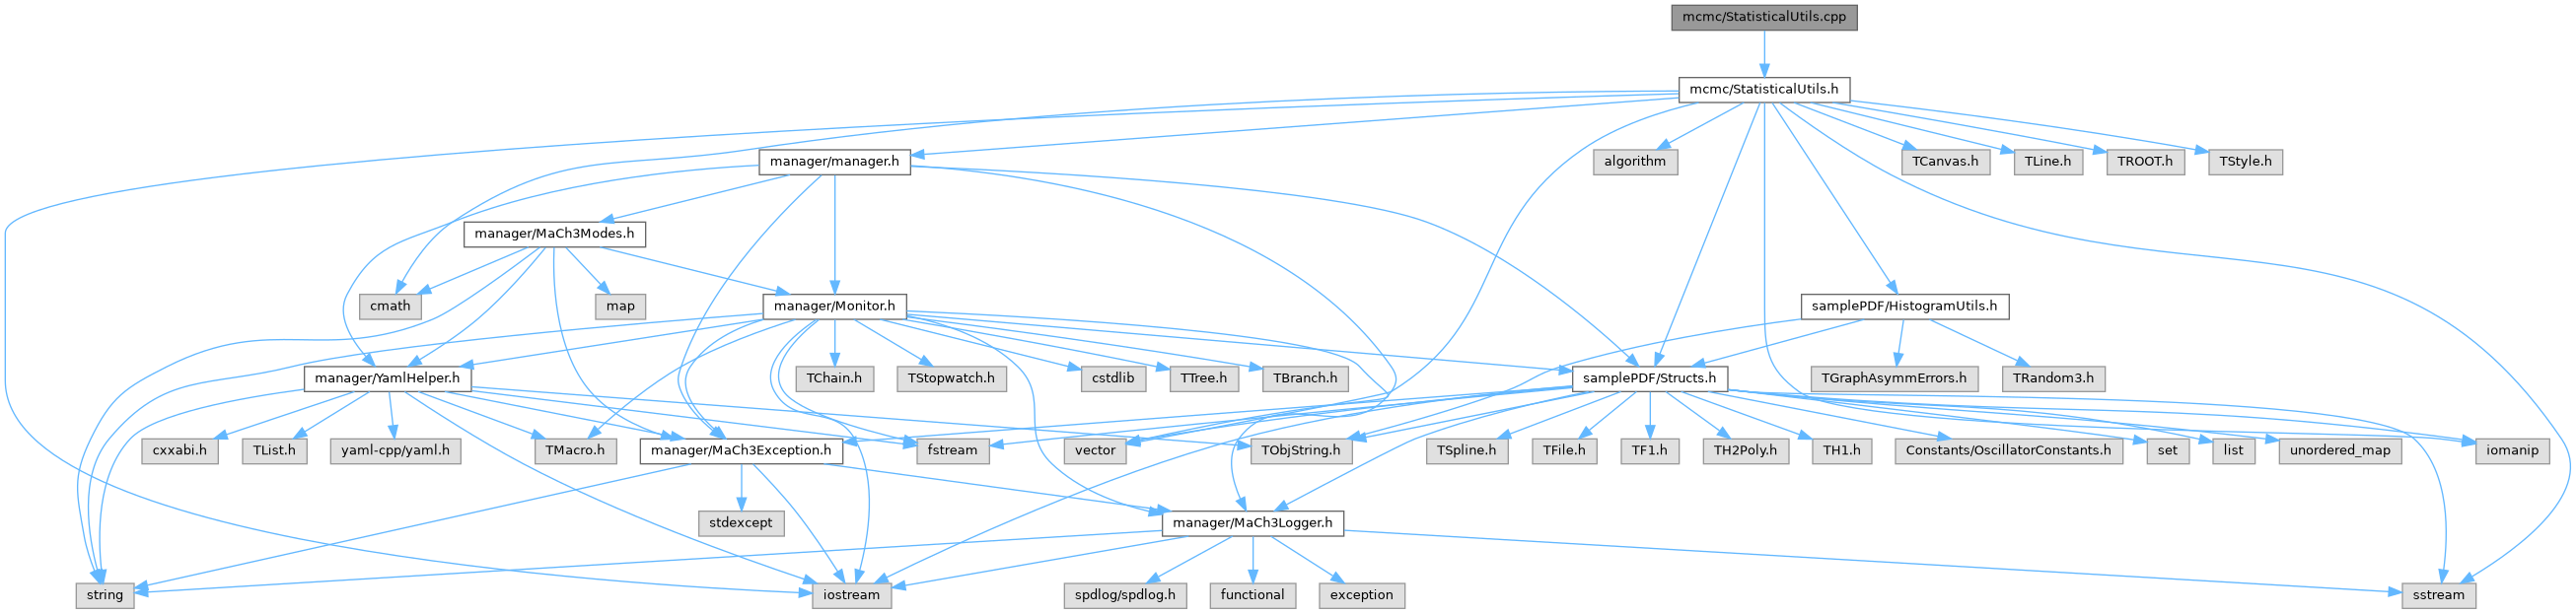 mcmc/StatisticalUtils.cpp
mcmc/StatisticalUtils.h
manager/manager.h
algorithm
TCanvas.h
TLine.h
TROOT.h
TStyle.h
manager/MaCh3Modes.h
cmath
map
manager/Monitor.h
samplePDF/HistogramUtils.h
manager/YamlHelper.h
TChain.h
TStopwatch.h
cstdlib
TTree.h
TBranch.h
samplePDF/Structs.h
TGraphAsymmErrors.h
TRandom3.h
cxxabi.h
TList.h
yaml-cpp/yaml.h
TMacro.h
manager/MaCh3Exception.h
fstream
vector
TObjString.h
TSpline.h
TFile.h
TF1.h
TH2Poly.h
TH1.h
Constants/OscillatorConstants.h
set
list
unordered_map
iomanip
stdexcept
manager/MaCh3Logger.h
string
iostream
spdlog/spdlog.h
functional
exception
sstream